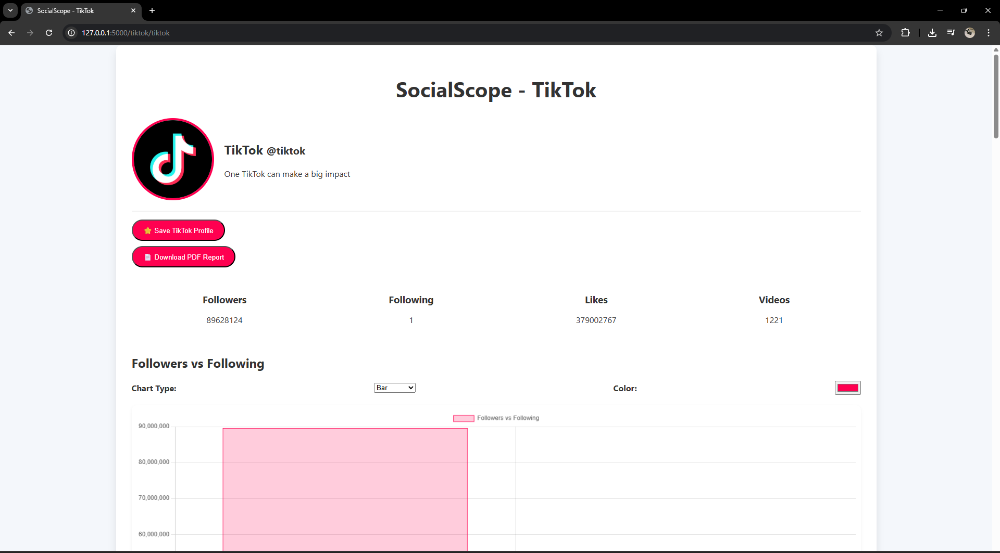 SocialScope - TikTok
127.0.0.1:5000/tiktok/tiktok
SocialScope - TikTok
TikTok @tiktok
One TikTok can make a big impact
Save TikTok Profile
Download PDF Report
Followers Following Likes Videos
89628124 1 379002767 1221
Followers vs Following
Chart Type: Bar Color:
Followers vs Following
90,000,000
80,000,000
70,000,000
60,000,000